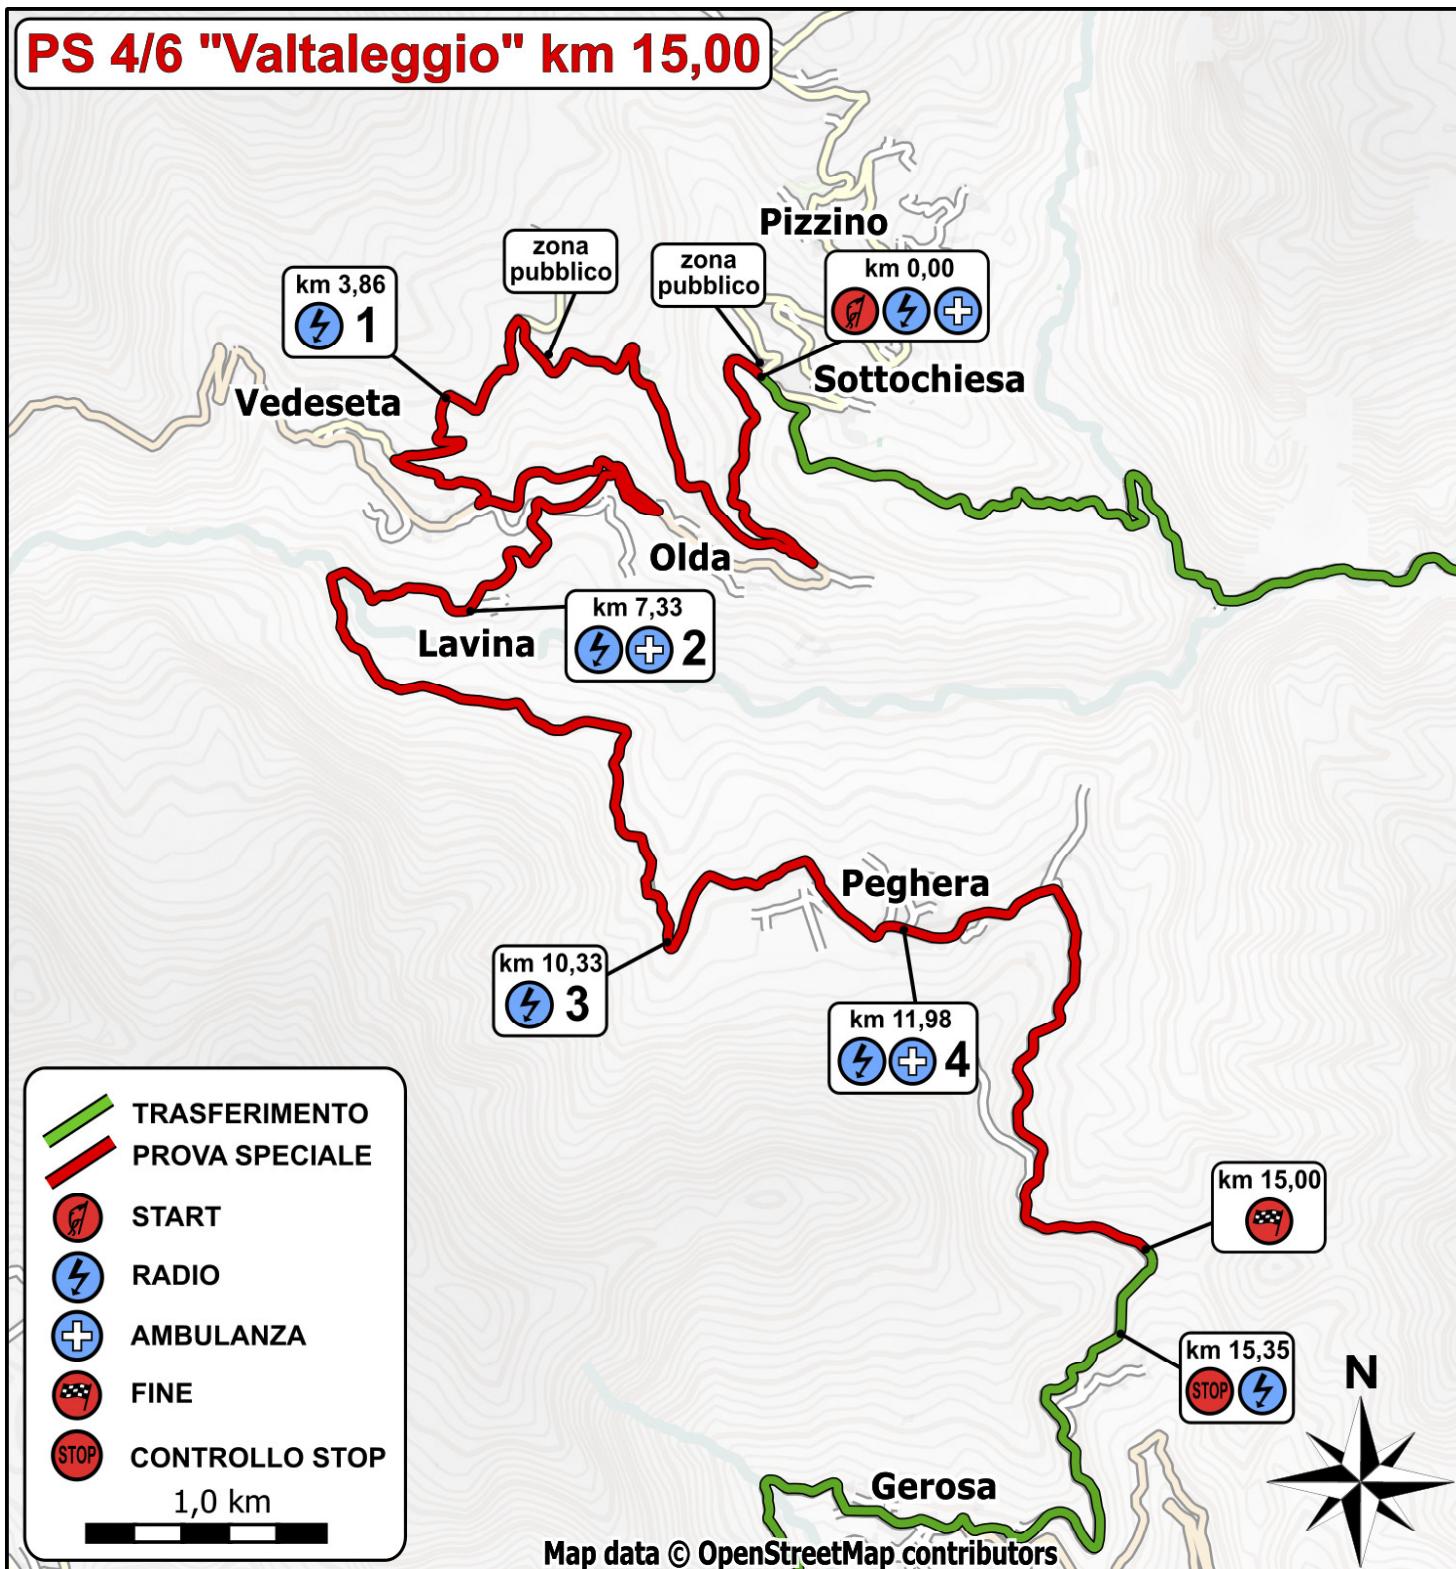 PS 4/6 "Valtaleggio" km 15,00
Pizzino
zona
pubblico
zona
pubblico
km 0,00
km 3,86
1
Sottochiesa
Vedeseta
Olda
km 7,33
2
Lavina
Peghera
km 10,33
3
km 11,98
4
km 15,00
km 15,35
STOP
N
Gerosa
TRASFERIMENTO
PROVA SPECIALE
START
RADIO
AMBULANZA
FINE
STOP
CONTROLLO STOP
1,0 km
Map data © OpenStreetMap contributors